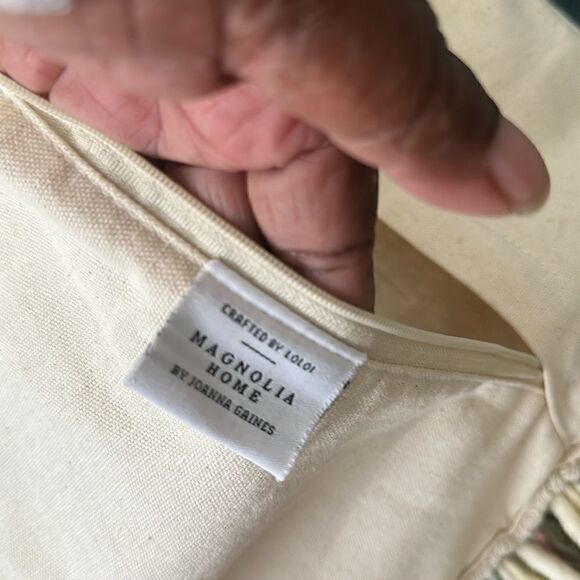 CRAFTED BY LOLOI
MAGNOLIA
HOME
BY JOANNA GAINES